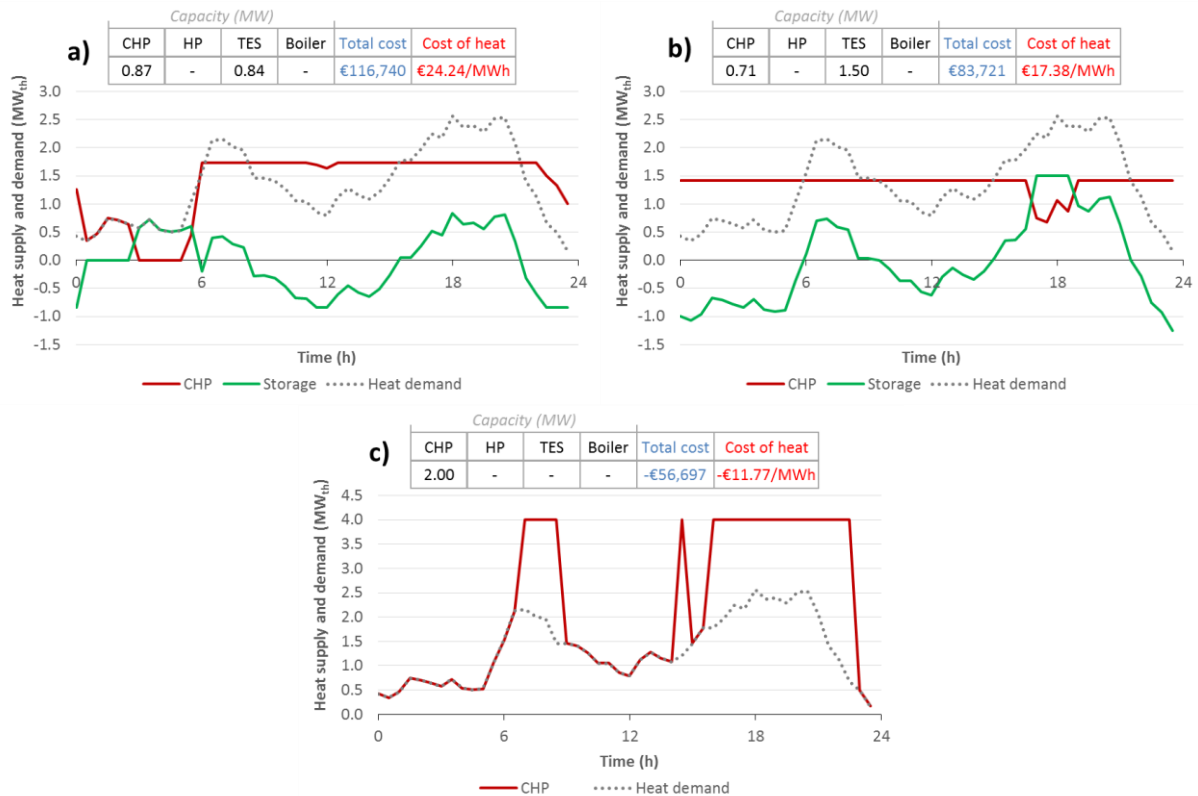 Capacity (MW)
a)
CHP HP TES Boiler Total cost Cost of heat
0.87 - 0.84 - €116,740 €24.24/MWh
Heat supply and demand (MWth)
3.0
2.5
2.0
1.5
1.0
0.5
0.0
-0.5
-1.0
-1.5
0 6 12 18 24
Time (h)
CHP Storage Heat demand
Capacity (MW)
b)
CHP HP TES Boiler Total cost Cost of heat
0.71 - 1.50 - €83,721 €17.38/MWh
Heat supply and demand (MWth)
3.0
2.5
2.0
1.5
1.0
0.5
0.0
-0.5
-1.0
-1.5
0 6 12 18 24
Time (h)
CHP Storage Heat demand
Capacity (MW)
c)
CHP HP TES Boiler Total cost Cost of heat
2.00 - - - -€56,697 -€11.77/MWh
Heat supply and demand (MWth)
4.5
4.0
3.5
3.0
2.5
2.0
1.5
1.0
0.5
0.0
0 6 12 18 24
Time (h)
CHP Heat demand